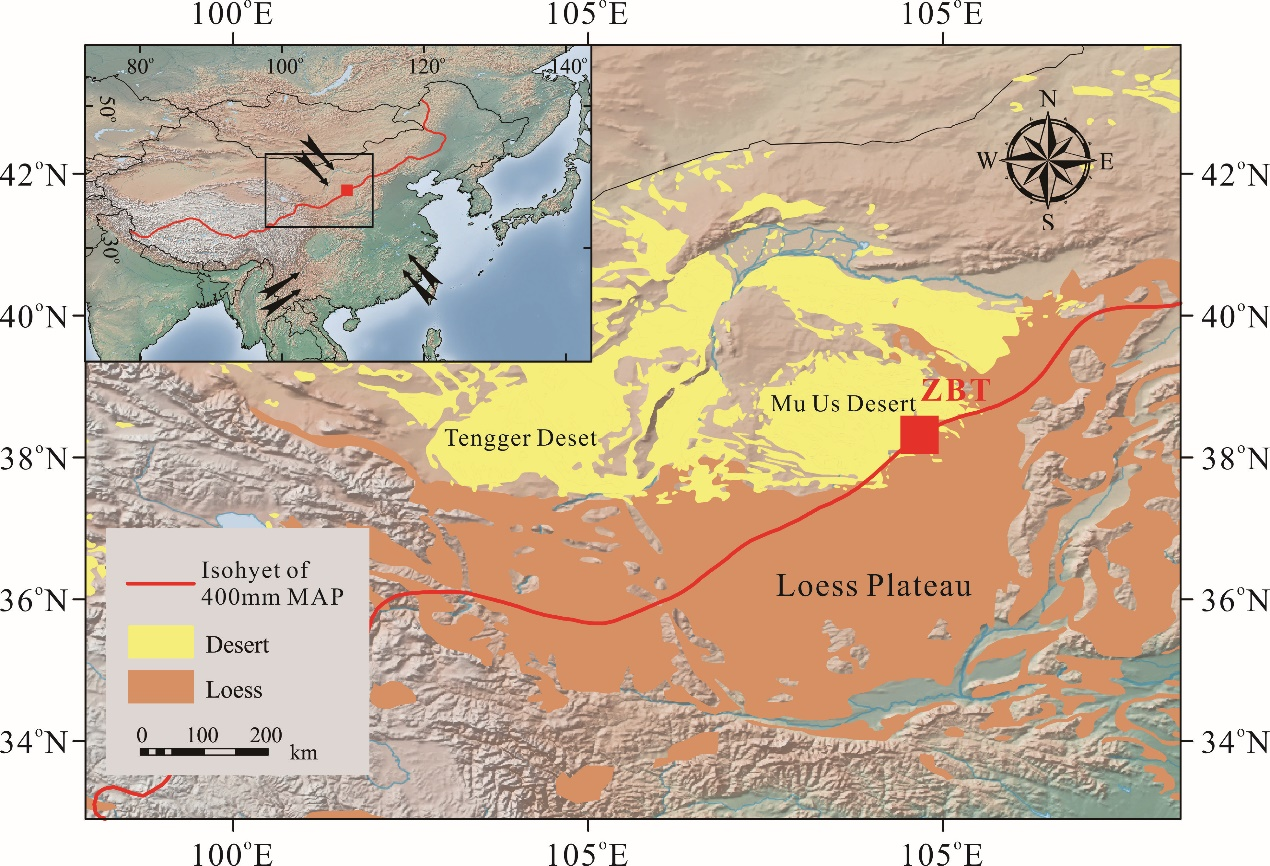 100°E 105°E 105°E
80° 100° 120° 140°
50°
30°
N
W E
S
42°N 42°N
40°N 40°N
ZBT
Mu Us Desert
Tengger Deset
38°N 38°N
Isohyet of
400mm MAP
Loess Plateau
36°N 36°N
Desert
Loess
0 100 200
km
34°N 34°N
100°E 105°E 105°E